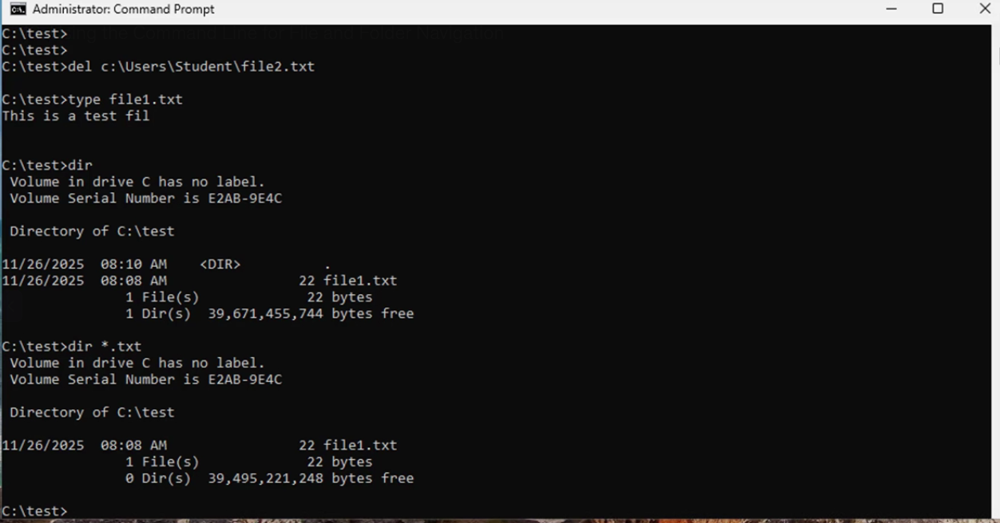 Administrator: Command Prompt
C:\test>
C:\test>
C:\test>del c:\Users\Student\file2.txt
C:\test>type file1.txt
This is a test fil
C:\test>dir
 Volume in drive C has no label.
 Volume Serial Number is E2AB-9E4C
 Directory of C:\test
11/26/2025  08:10 AM    <DIR>          .
11/26/2025  08:08 AM                22 file1.txt
               1 File(s)             22 bytes
               1 Dir(s)  39,671,455,744 bytes free
C:\test>dir *.txt
 Volume in drive C has no label.
 Volume Serial Number is E2AB-9E4C
 Directory of C:\test
11/26/2025  08:08 AM                22 file1.txt
               1 File(s)             22 bytes
               0 Dir(s)  39,495,221,248 bytes free
C:\test>